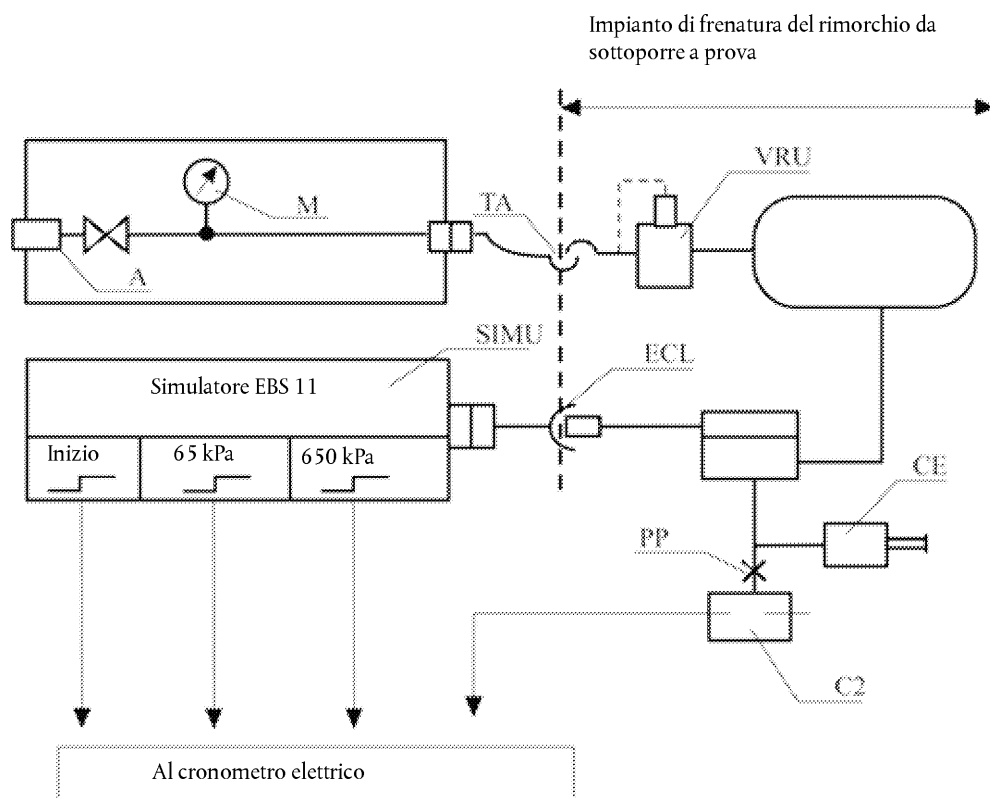 Impianto di frenatura del rimorchio da
sottoporre a prova
VRU
M
TA
A
SIMU
ECL
Simulatore EBS 11
Inizio
65 kPa
650 kPa
CE
PP
C2
Al cronometro elettrico